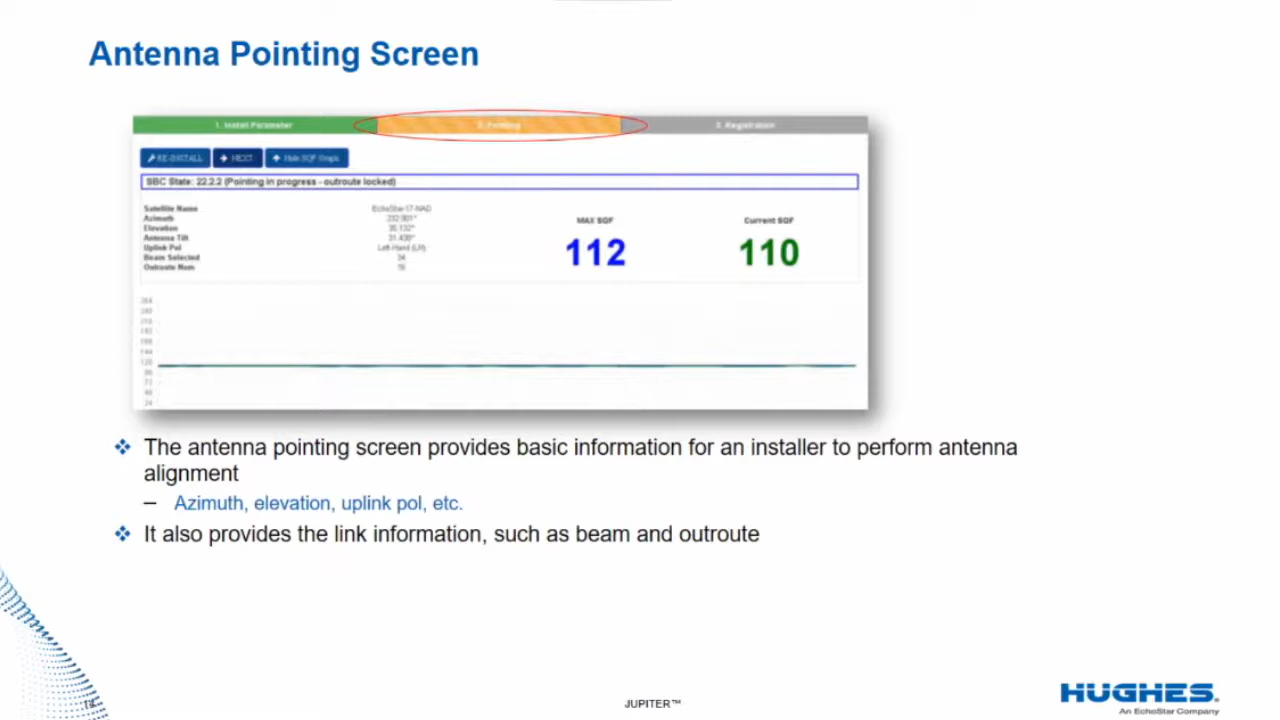 Antenna Pointing Screen
1. Install Parameter
2. Pointing
3. Registration
RE-INSTALL
NEXT
Hide SQF Graph
SBC State: 22.2.2 (Pointing in progress - outroute locked)
Satellite Name EchoStar-17-NAD
Azimuth
Elevation
Antenna Tilt
Uplink Pol Left-Hand (LH)
Beam Selected 34
Outroute Num
MAX SQF
112
Current SQF
110
The antenna pointing screen provides basic information for an installer to perform antenna
alignment
– Azimuth, elevation, uplink pol, etc.
It also provides the link information, such as beam and outroute
JUPITER™
HUGHES.
An EchoStar Company